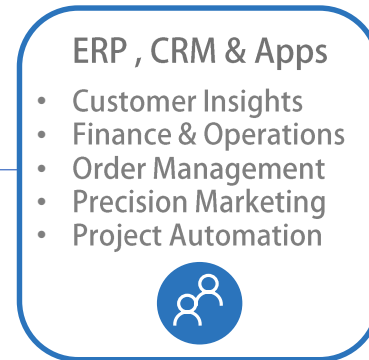 ERP , CRM & Apps
• Customer Insights
• Finance & Operations
• Order Management
• Precision Marketing
• Project Automation